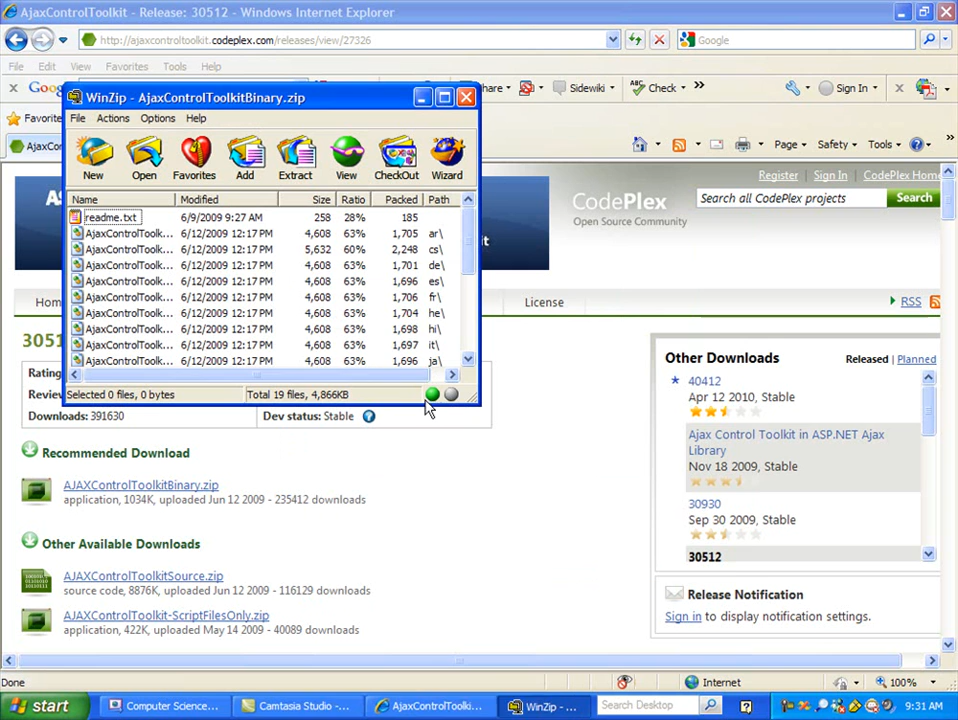 AjaxControlToolkit - Release: 30512 - Windows Internet Explorer
http://ajaxcontroltoolkit.codeplex.com/releases/view/27326
Google
File Edit View Favorites Tools Help
Sidewiki Check Sign In
Favorite
WinZip - AjaxControlToolkitBinary.zip
File Actions Options Help
New Open Favorites Add Extract View CheckOut Wizard
Name Modified Size Ratio Packed Path
readme.txt 6/9/2009 9:27 AM 258 28% 185
AjaxControlToolk... 6/12/2009 12:17 PM 4,608 63% 1,705 ar\
AjaxControlToolk... 6/12/2009 12:17 PM 5,632 60% 2,248 cs\
AjaxControlToolk... 6/12/2009 12:17 PM 4,608 63% 1,701 de\
AjaxControlToolk... 6/12/2009 12:17 PM 4,608 63% 1,696 es\
AjaxControlToolk... 6/12/2009 12:17 PM 4,608 63% 1,706 fr\
AjaxControlToolk... 6/12/2009 12:17 PM 4,608 63% 1,704 he\
AjaxControlToolk... 6/12/2009 12:17 PM 4,608 63% 1,698 hi\
AjaxControlToolk... 6/12/2009 12:17 PM 4,608 63% 1,697 it\
AjaxControlToolk... 6/12/2009 12:17 PM 4,608 63% 1,696 ja\
Selected 0 files, 0 bytes Total 19 files, 4,866KB
Page Safety Tools
Register Sign In CodePlex Home
CodePlex
Open Source Community
Search all CodePlex projects Search
License
RSS
Downloads: 391630 Dev status: Stable
Recommended Download
AJAXControlToolkitBinary.zip
application, 1034K, uploaded Jun 12 2009 - 235412 downloads
Other Available Downloads
AJAXControlToolkitSource.zip
source code, 8876K, uploaded Jun 12 2009 - 116129 downloads
AJAXControlToolkit-ScriptFilesOnly.zip
application, 422K, uploaded May 14 2009 - 40089 downloads
Other Downloads Released | Planned
40412
Apr 12 2010, Stable
Ajax Control Toolkit in ASP.NET Ajax
Library
Nov 18 2009, Stable
30930
Sep 30 2009, Stable
30512
Release Notification
Sign in to display notification settings.
Done Internet 100%
start Computer Science... Camtasia Studio -... AjaxControlToolki... WinZip - ... Search Desktop 9:31 AM